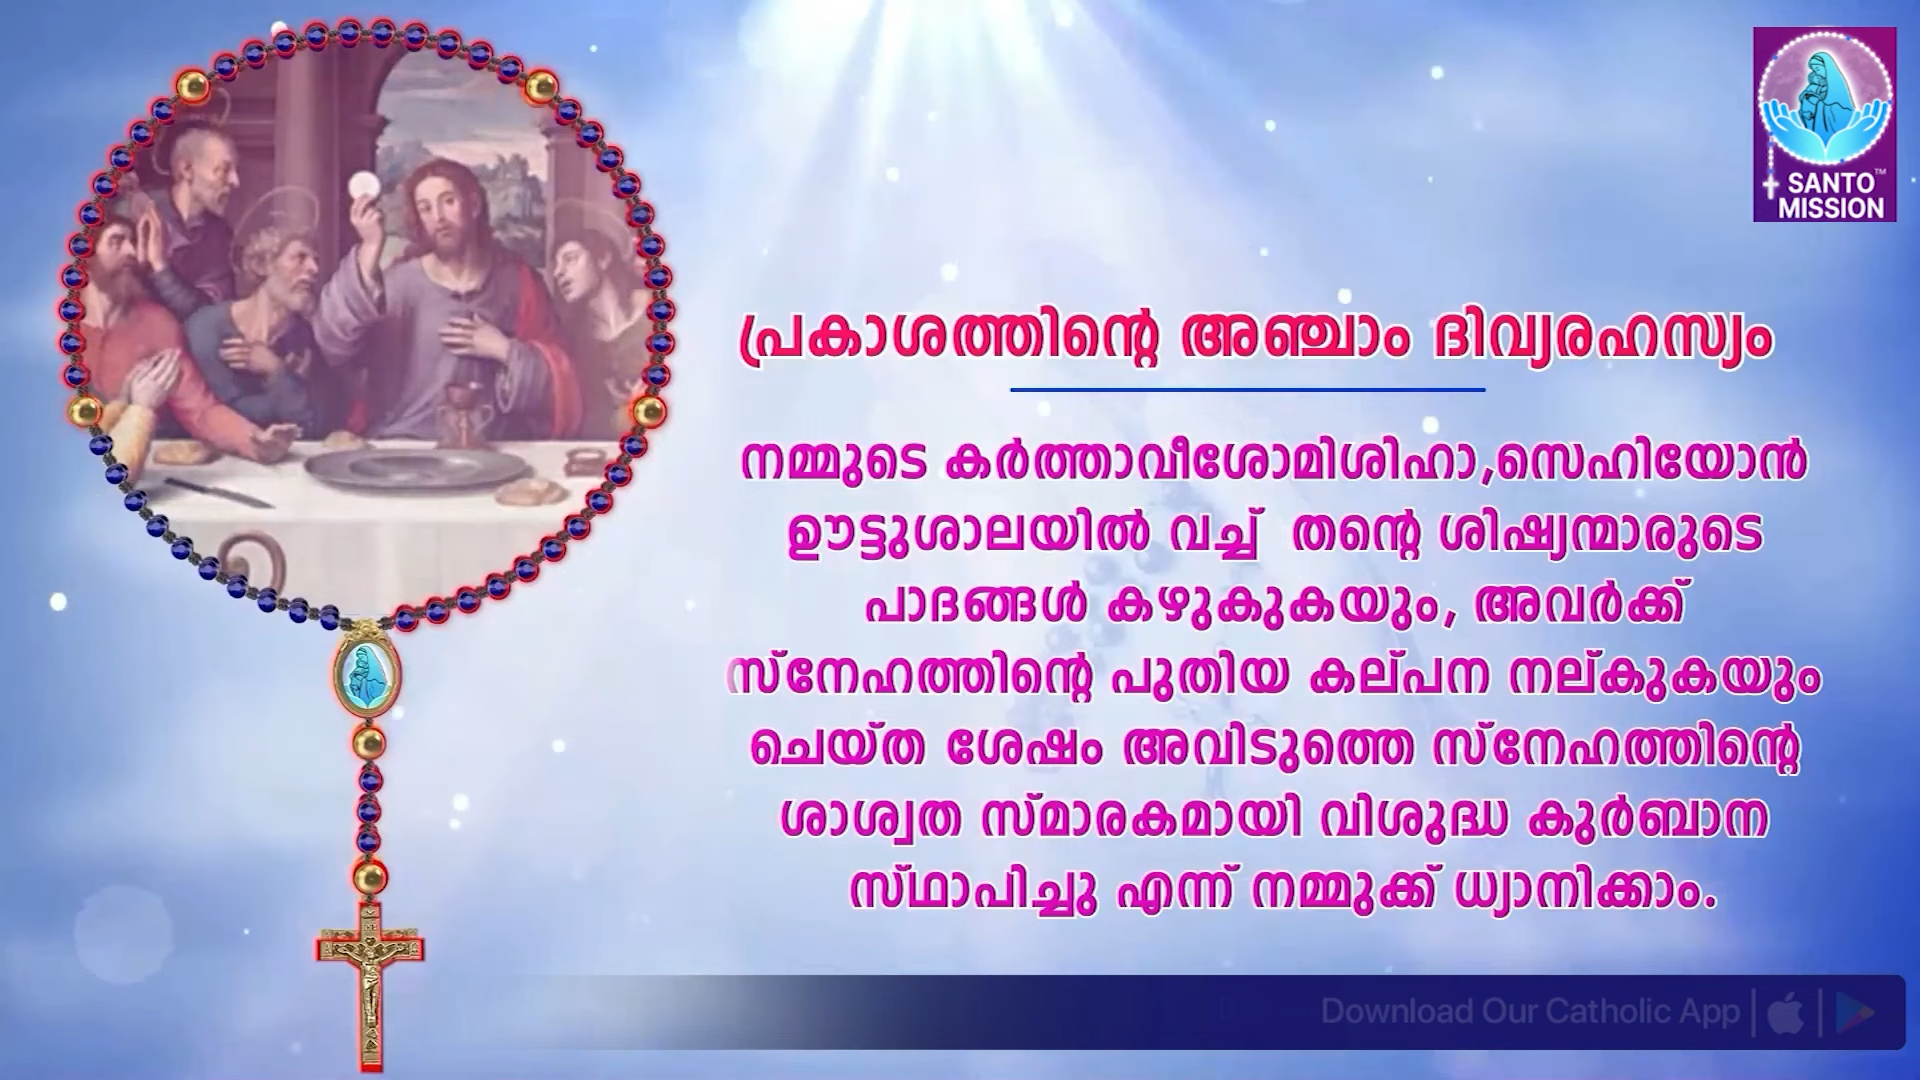 SANTO™
MISSION
പ്രകാശത്തിന്റെ അഞ്ചാം ദിവ്യരഹസ്യം
നമ്മുടെ കർത്താവീശോമിശിഹാ,സെഹിയോൻ
ഊട്ടുശാലയിൽ വച്ച് തന്റെ ശിഷ്യന്മാരുടെ
പാദങ്ങൾ കഴുകുകയും, അവർക്ക്
സ്നേഹത്തിന്റെ പുതിയ കല്പന നല്കുകയും
ചെയ്ത ശേഷം അവിടുത്തെ സ്നേഹത്തിന്റെ
ശാശ്വത സ്മാരകമായി വിശുദ്ധ കുർബാന
സ്ഥാപിച്ചു എന്ന് നമ്മുക്ക് ധ്യാനിക്കാം.
Download Our Catholic App